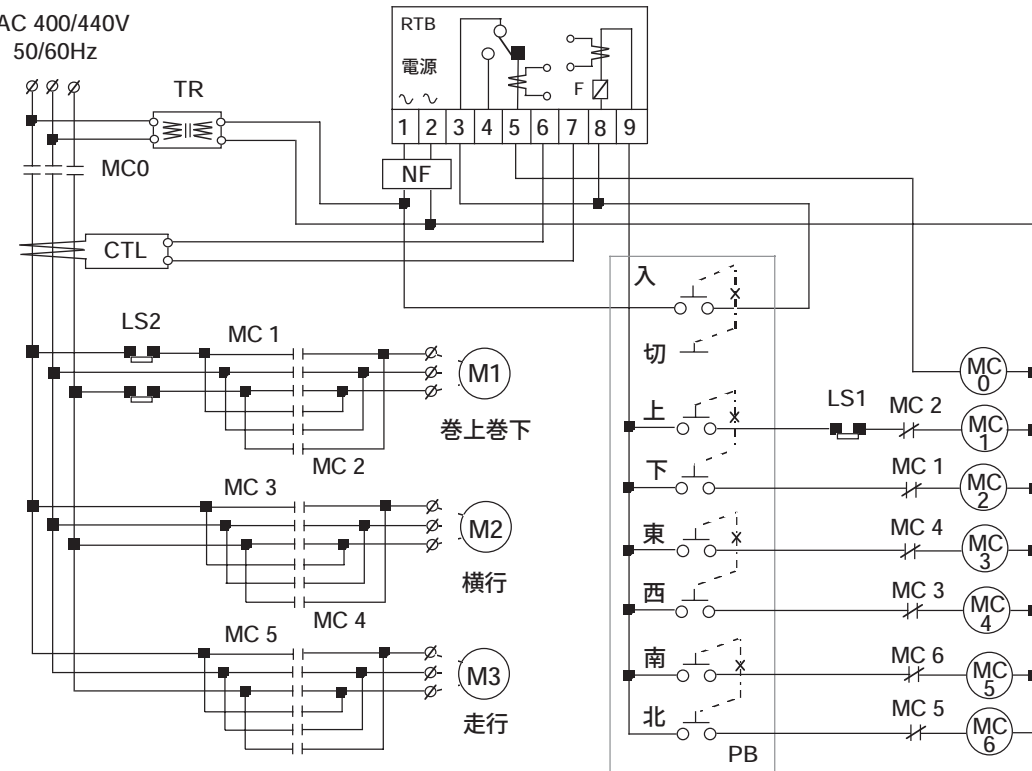 AC 400/440V
50/60Hz
TR
MC0
CTL
RTB
電源
F
1 2 3 4 5 6 7 8 9
NF
LS2
MC 1
M1
巻上巻下
MC 2
MC 3
M2
横行
MC 4
MC 5
M3
走行
入
切
MC 0
上
LS1
MC 2
MC 1
下
MC 1
MC 2
東
MC 4
MC 3
西
MC 3
MC 4
南
MC 6
MC 5
北
MC 5
MC 6
PB